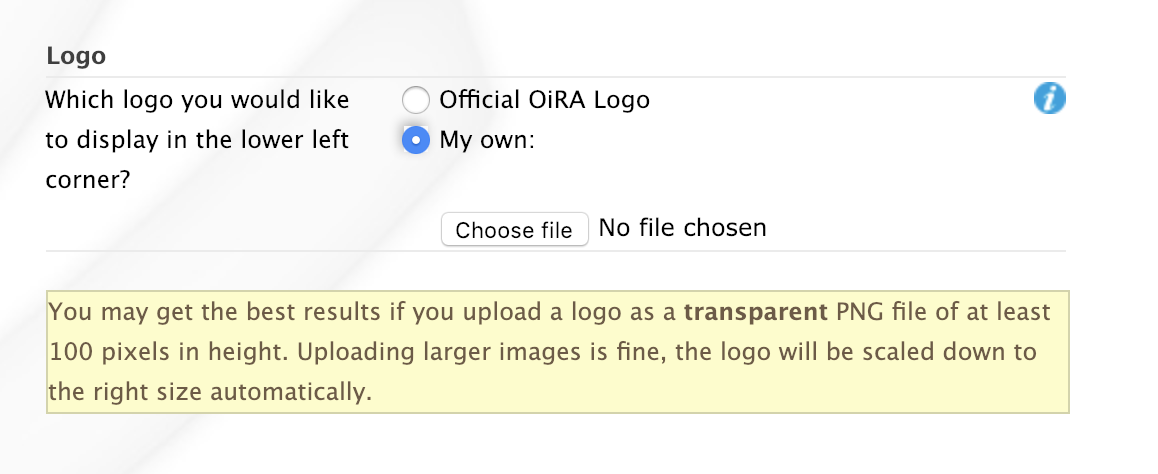 Logo
Which logo you would like
to display in the lower left
corner?
Official OiRA Logo
My own:
Choose file No file chosen
You may get the best results if you upload a logo as a transparent PNG file of at least
100 pixels in height. Uploading larger images is fine, the logo will be scaled down to
the right size automatically.